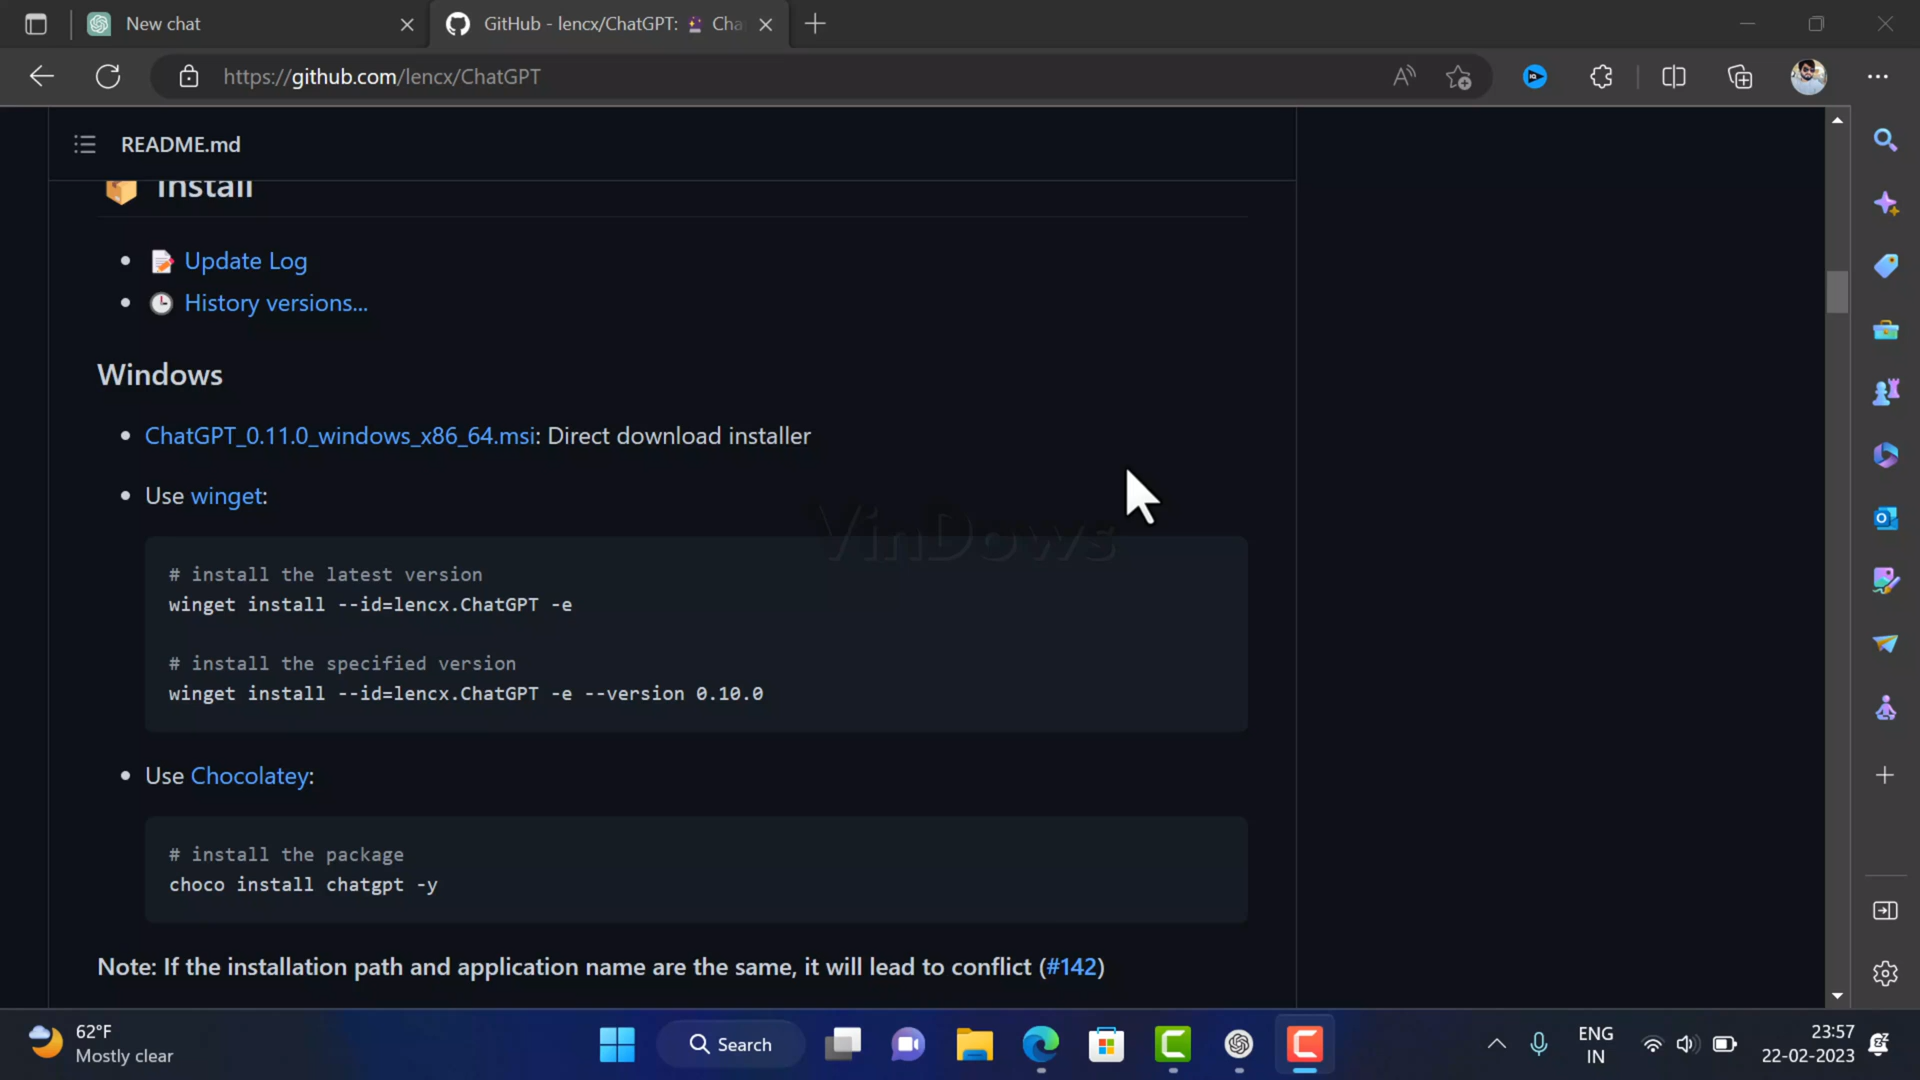 New chat
GitHub - lencx/ChatGPT: 🔮 Cha
https://github.com/lencx/ChatGPT
README.md
Install
Update Log
History versions...
Windows
ChatGPT_0.11.0_windows_x86_64.msi: Direct download installer
Use winget:
VinDows
# install the latest version
winget install --id=lencx.ChatGPT -e
# install the specified version
winget install --id=lencx.ChatGPT -e --version 0.10.0
Use Chocolatey:
# install the package
choco install chatgpt -y
Note: If the installation path and application name are the same, it will lead to conflict (#142)
62°F
Mostly clear
Search
ENG
IN
23:57
22-02-2023